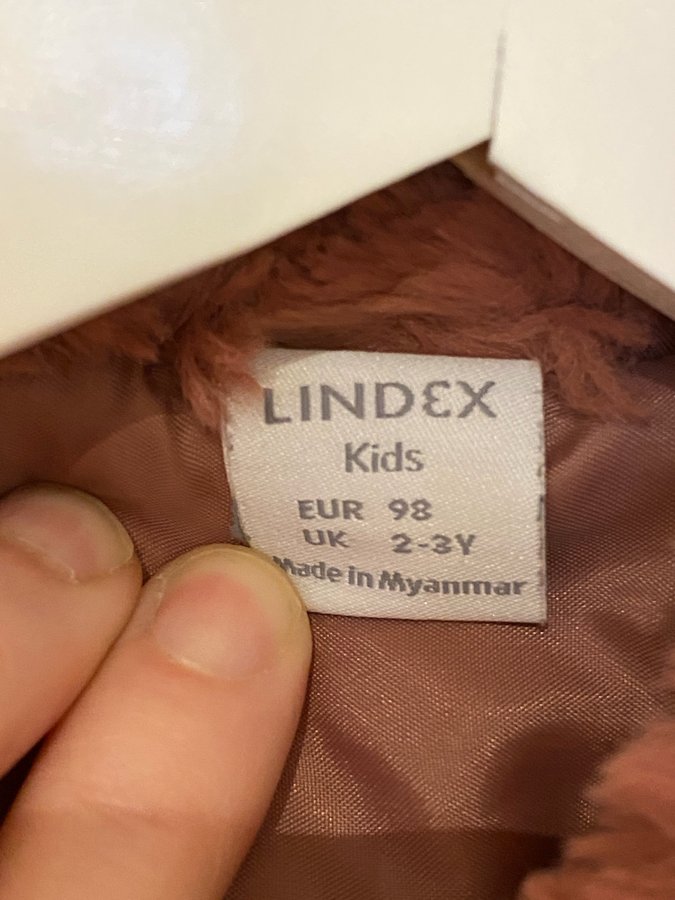 LINDEX
Kids
EUR 98
UK 2-3Y
Made in Myanmar